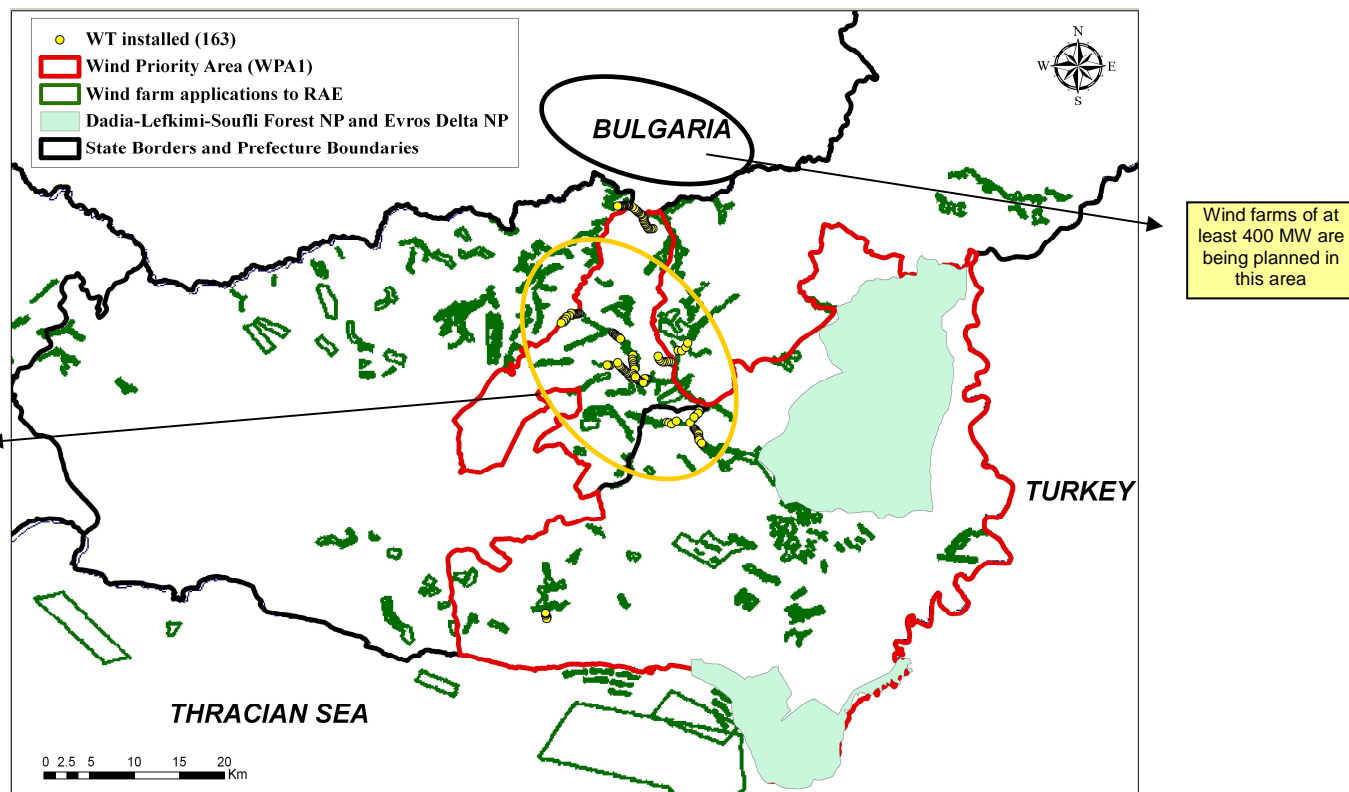 WT installed (163)
Wind Priority Area (WPA1)
Wind farm applications to RAE
Dadia-Lefkimi-Soufli Forest NP and Evros Delta NP
State Borders and Prefecture Boundaries
N
W E
S
BULGARIA
Wind farms of at
least 400 MW are
being planned in
this area
TURKEY
THRACIAN SEA
0 2.5 5 10 15 20
Km